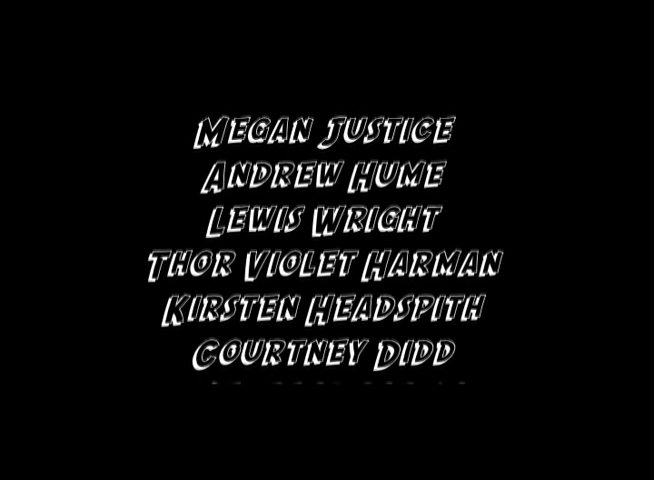 Megan Justice
Andrew Hume
Lewis Wright
Thor Violet Harman
Kirsten Headspith
Courtney Didd